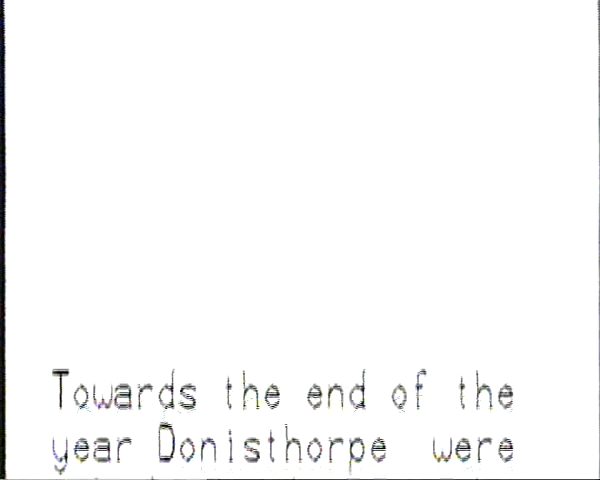 Towards the end of the
year Donisthorpe were